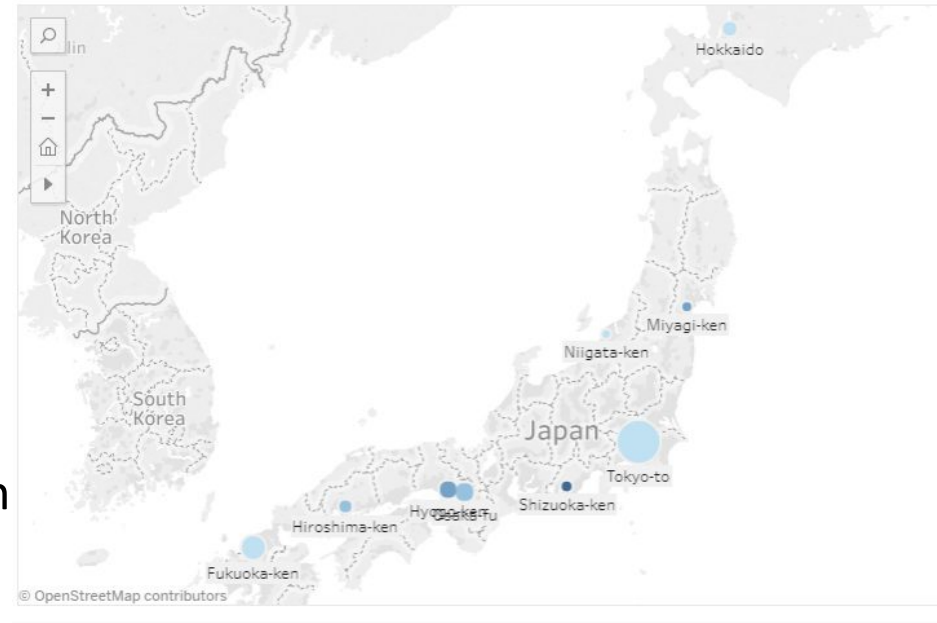 lin
Hokkaido
North
Korea
Miyagi-ken
Niigata-ken
South
Korea
Japan
Tokyo-to
Shizuoka-ken
n
Hiroshima-ken
Fukuoka-ken
© OpenStreetMap contributors